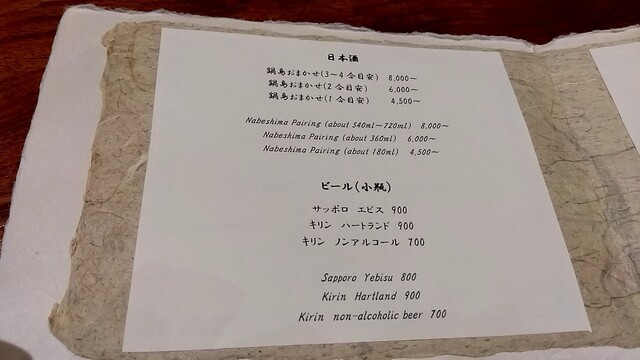 日本酒
鍋島おまかせ(3〜4合目安) 8,000〜
鍋島おまかせ(2合目安) 6,000〜
鍋島おまかせ(1合目安) 4,500〜
Nabeshima Pairing (about 540ml〜720ml) 8,000〜
Nabeshima Pairing (about 360ml) 6,000〜
Nabeshima Pairing (about 180ml) 4,500〜
ビール(小瓶)
サッポロ エビス 900
キリン ハートランド 900
キリン ノンアルコール 700
Sapporo Yebisu 800
Kirin Hartland 900
Kirin non-alcoholic beer 700